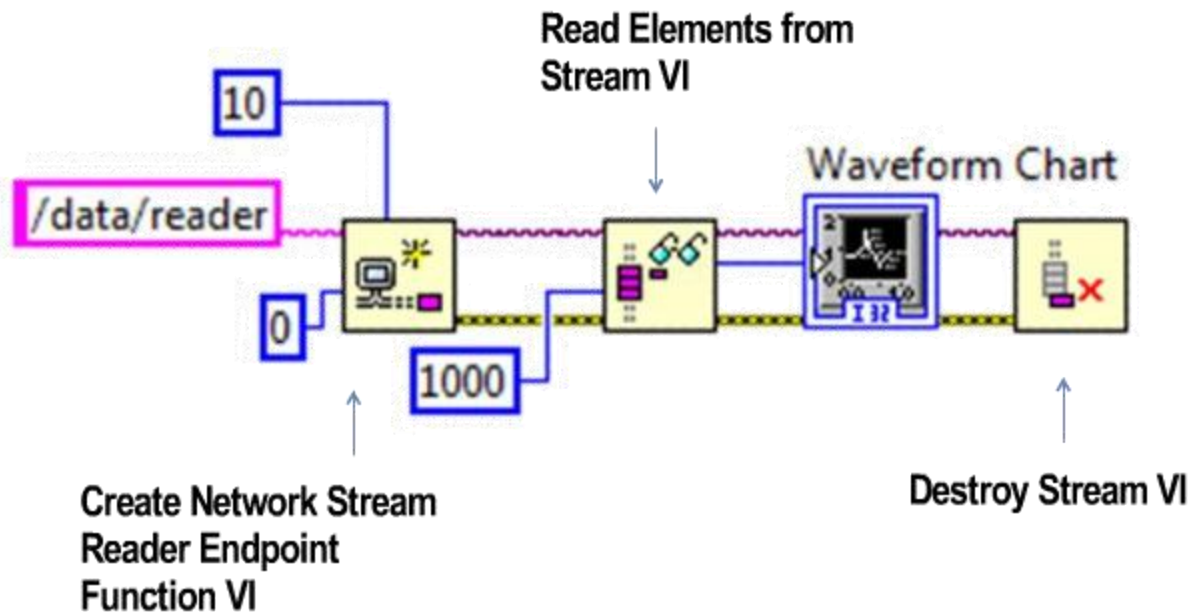 Read Elements from
Stream VI
10
Waveform Chart
/data/reader
0
1000
I32
Create Network Stream
Reader Endpoint
Function VI
Destroy Stream VI